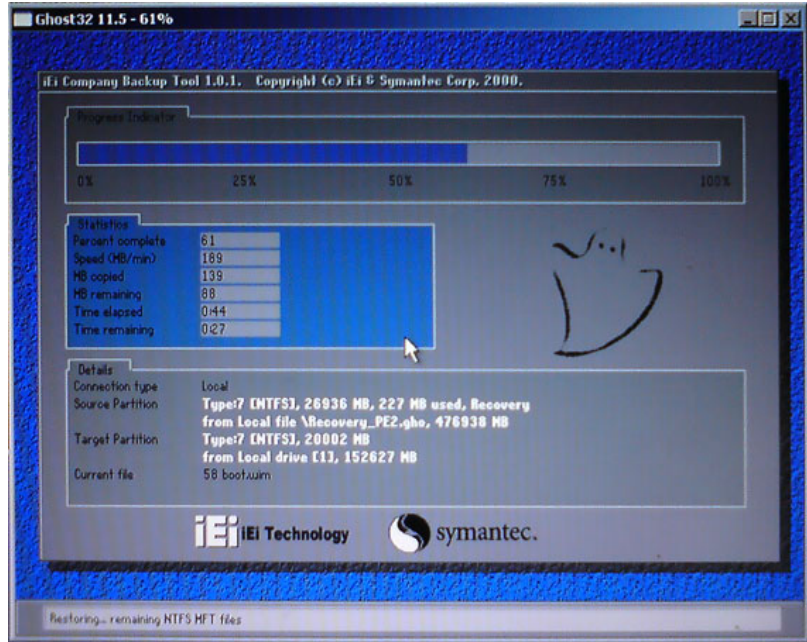 Ghost32 11.5 - 61%
iEi Company Backup Tool 1.0.1. Copyright (c) iEi & Symantec Corp. 2000.
Progress Indicator
0% 25% 50% 75% 100%
Statistics
Percent complete 61
Speed (MB/min) 189
MB copied 139
MB remaining 88
Time elapsed 0:44
Time remaining 0:27
Details
Connection type Local
Source Partition Type:7 [NTFS], 26936 MB, 227 MB used, Recovery
from Local file \Recovery_PE2.gho, 476938 MB
Target Partition Type:7 [NTFS], 20002 MB
from Local drive [1], 152627 MB
Current file 58 boot.wim
iEi iEi Technology symantec.
Restoring... remaining NTFS MFT files